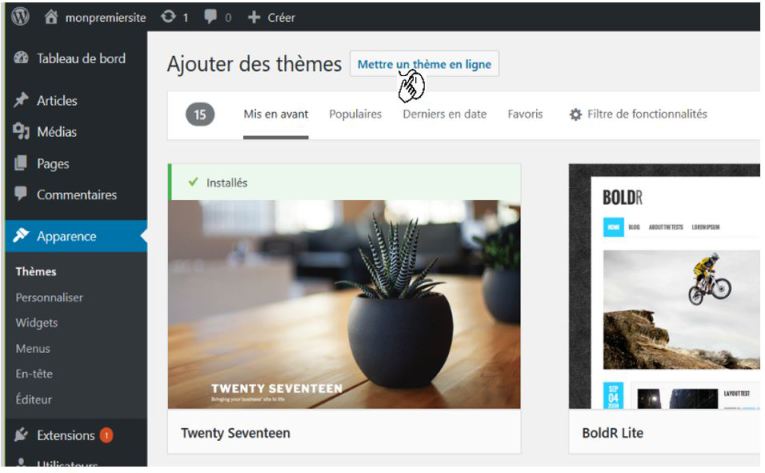 monpremiersite 1 0 + Créer
Tableau de bord
Articles
Médias
Pages
Commentaires
Apparence
Thèmes
Personnaliser
Widgets
Menus
En-tête
Éditeur
Extensions 1
Utilisateurs
Ajouter des thèmes Mettre un thème en ligne
15 Mis en avant Populaires Derniers en date Favoris Filtre de fonctionnalités
Installés
TWENTY SEVENTEEN
Bringing your business' site to life
Twenty Seventeen
BOLDR
HOME BLOG ABOUT THE TESTS LOREM IPSUM
SEP
04
LAYOUT TEST
BoldR Lite